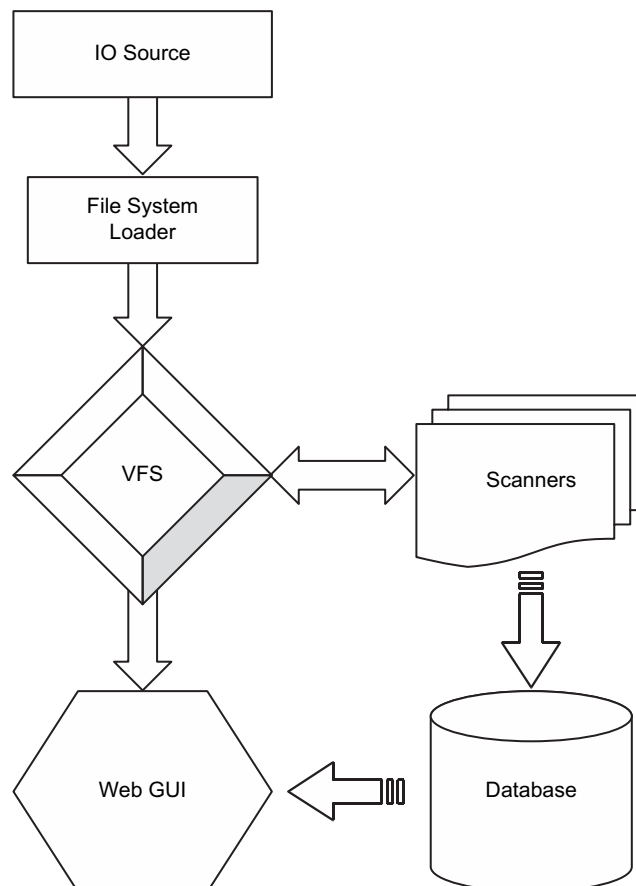 IO Source
File System
Loader
VFS
Scanners
Web GUI
Database